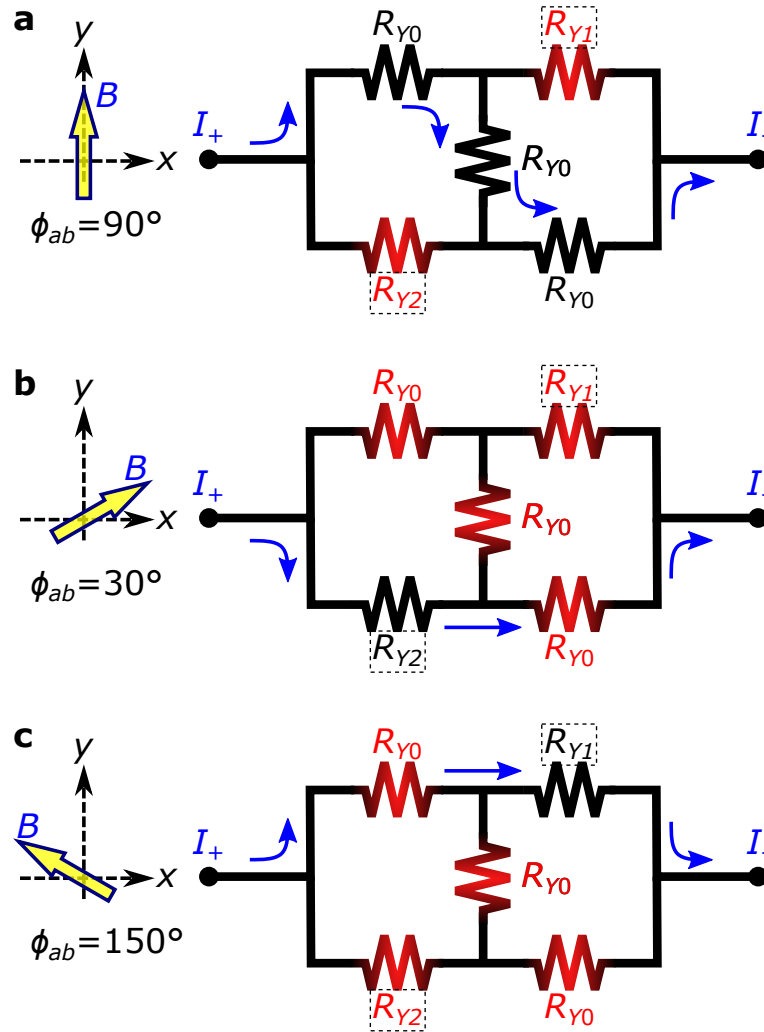 a
y
B
x
ϕab=90°
I+
RY0
RY1
RY0
RY2
RY0
I-
b
y
B
x
ϕab=30°
I+
RY0
RY1
RY0
RY2
RY0
I-
c
y
B
x
ϕab=150°
I+
RY0
RY1
RY0
RY2
RY0
I-